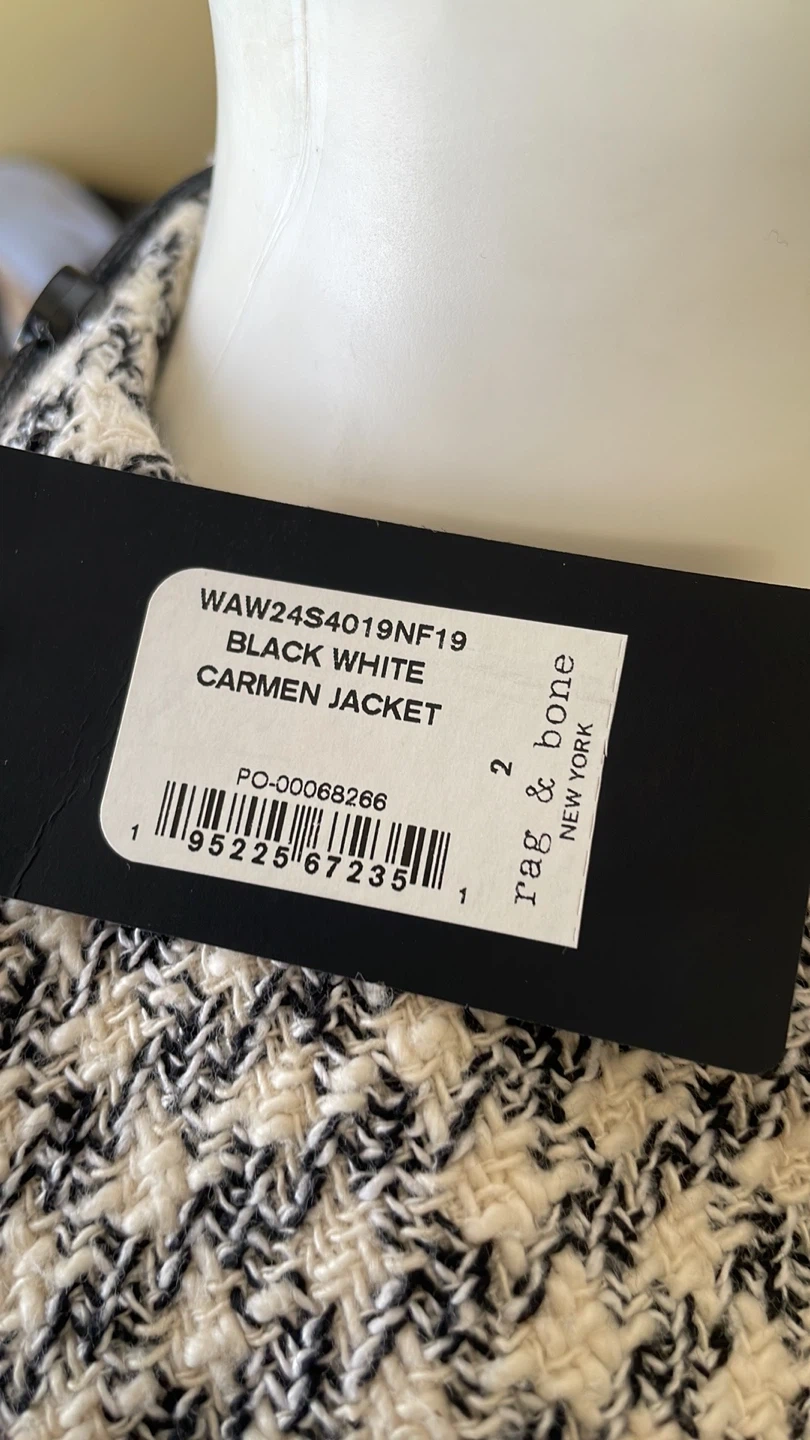 WAW24S4019NF19
BLACK WHITE
CARMEN JACKET
PO-00068266
1 95225 67235 1
2
rag & bone
NEW YORK